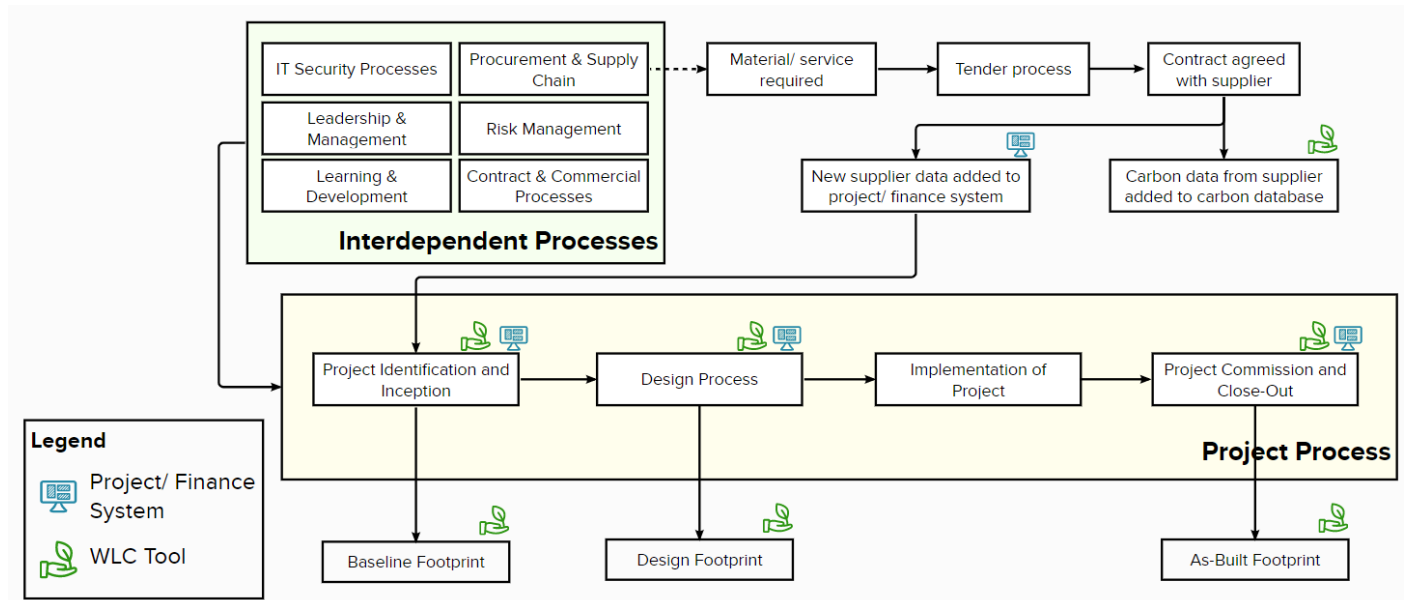 IT Security Processes
Procurement & Supply
Chain
Leadership &
Management
Risk Management
Learning &
Development
Contract & Commercial
Processes
Interdependent Processes
Material/ service
required
Tender process
Contract agreed
with supplier
New supplier data added to
project/ finance system
Carbon data from supplier
added to carbon database
Project Identification and
Inception
Design Process
Implementation of
Project
Project Commission and
Close-Out
Project Process
Legend
Project/ Finance
System
WLC Tool
Baseline Footprint
Design Footprint
As-Built Footprint